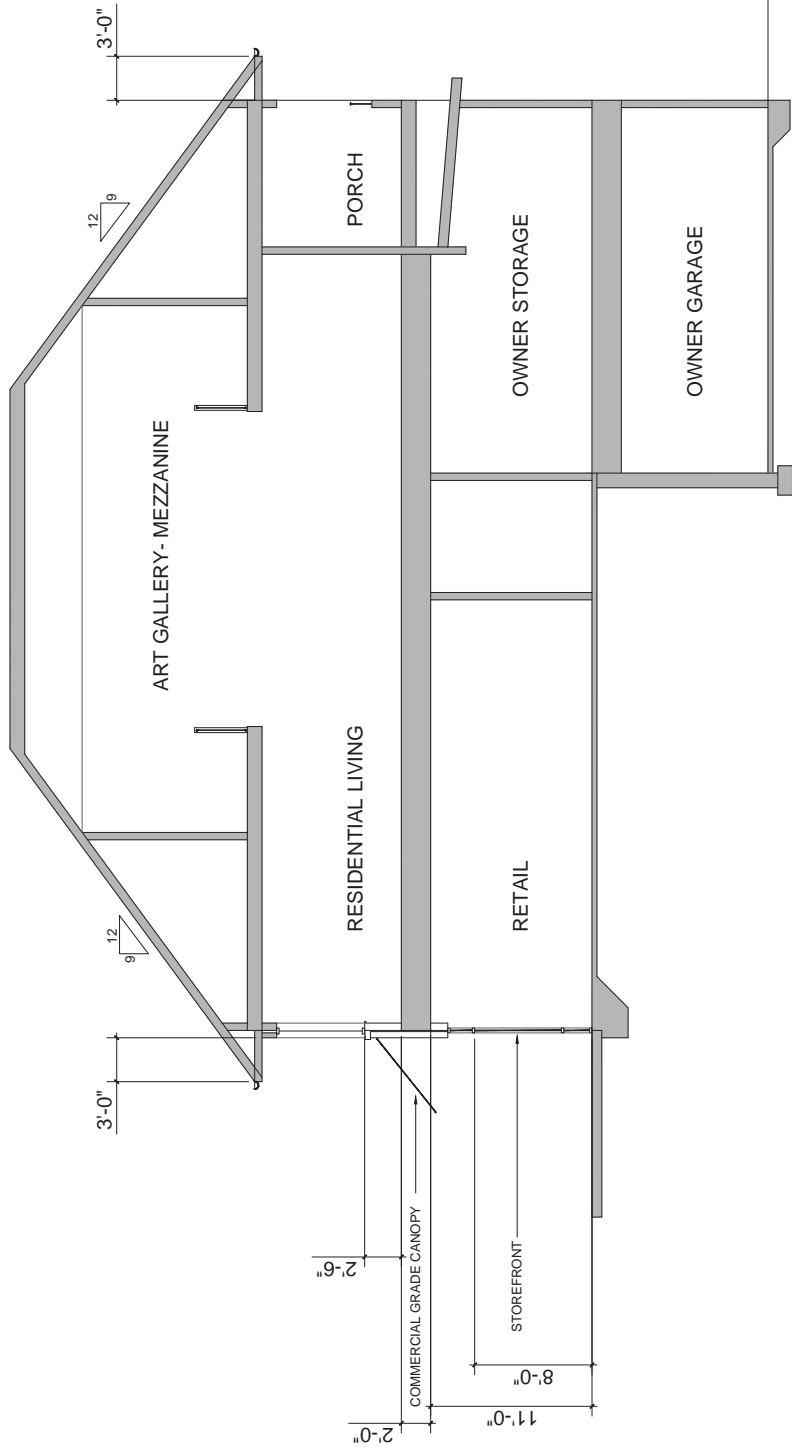 3'-0"
12
9
12
9
3'-0"
ART GALLERY- MEZZANINE
RESIDENTIAL LIVING
PORCH
2'-6"
COMMERCIAL GRADE CANOPY
2'-0"
RETAIL
OWNER STORAGE
STOREFRONT
8'-0"
11'-0"
OWNER GARAGE